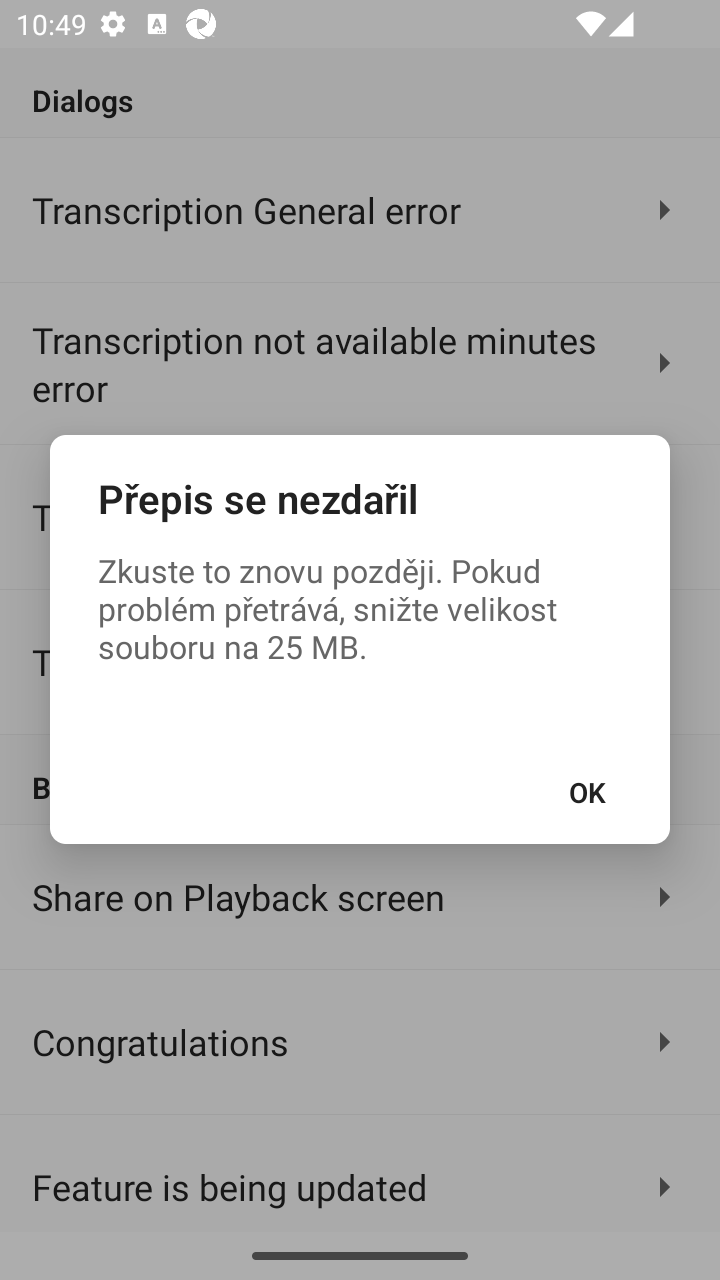 10:49
Dialogs
Transcription General error
Transcription not available minutes
error
T
Přepis se nezdařil
Zkuste to znovu později. Pokud
problém přetrává, snižte velikost
souboru na 25 MB.
T
B
OK
Share on Playback screen
Congratulations
Feature is being updated